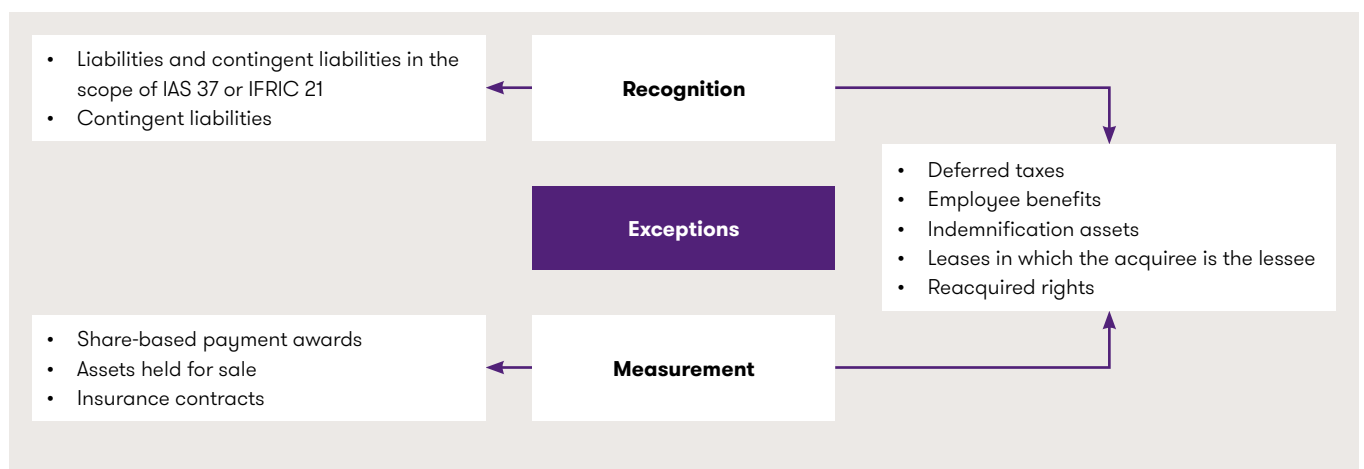 • Liabilities and contingent liabilities in the
scope of IAS 37 or IFRIC 21
• Contingent liabilities
Recognition
• Deferred taxes
• Employee benefits
• Indemnification assets
• Leases in which the acquiree is the lessee
• Reacquired rights
Exceptions
• Share-based payment awards
• Assets held for sale
• Insurance contracts
Measurement